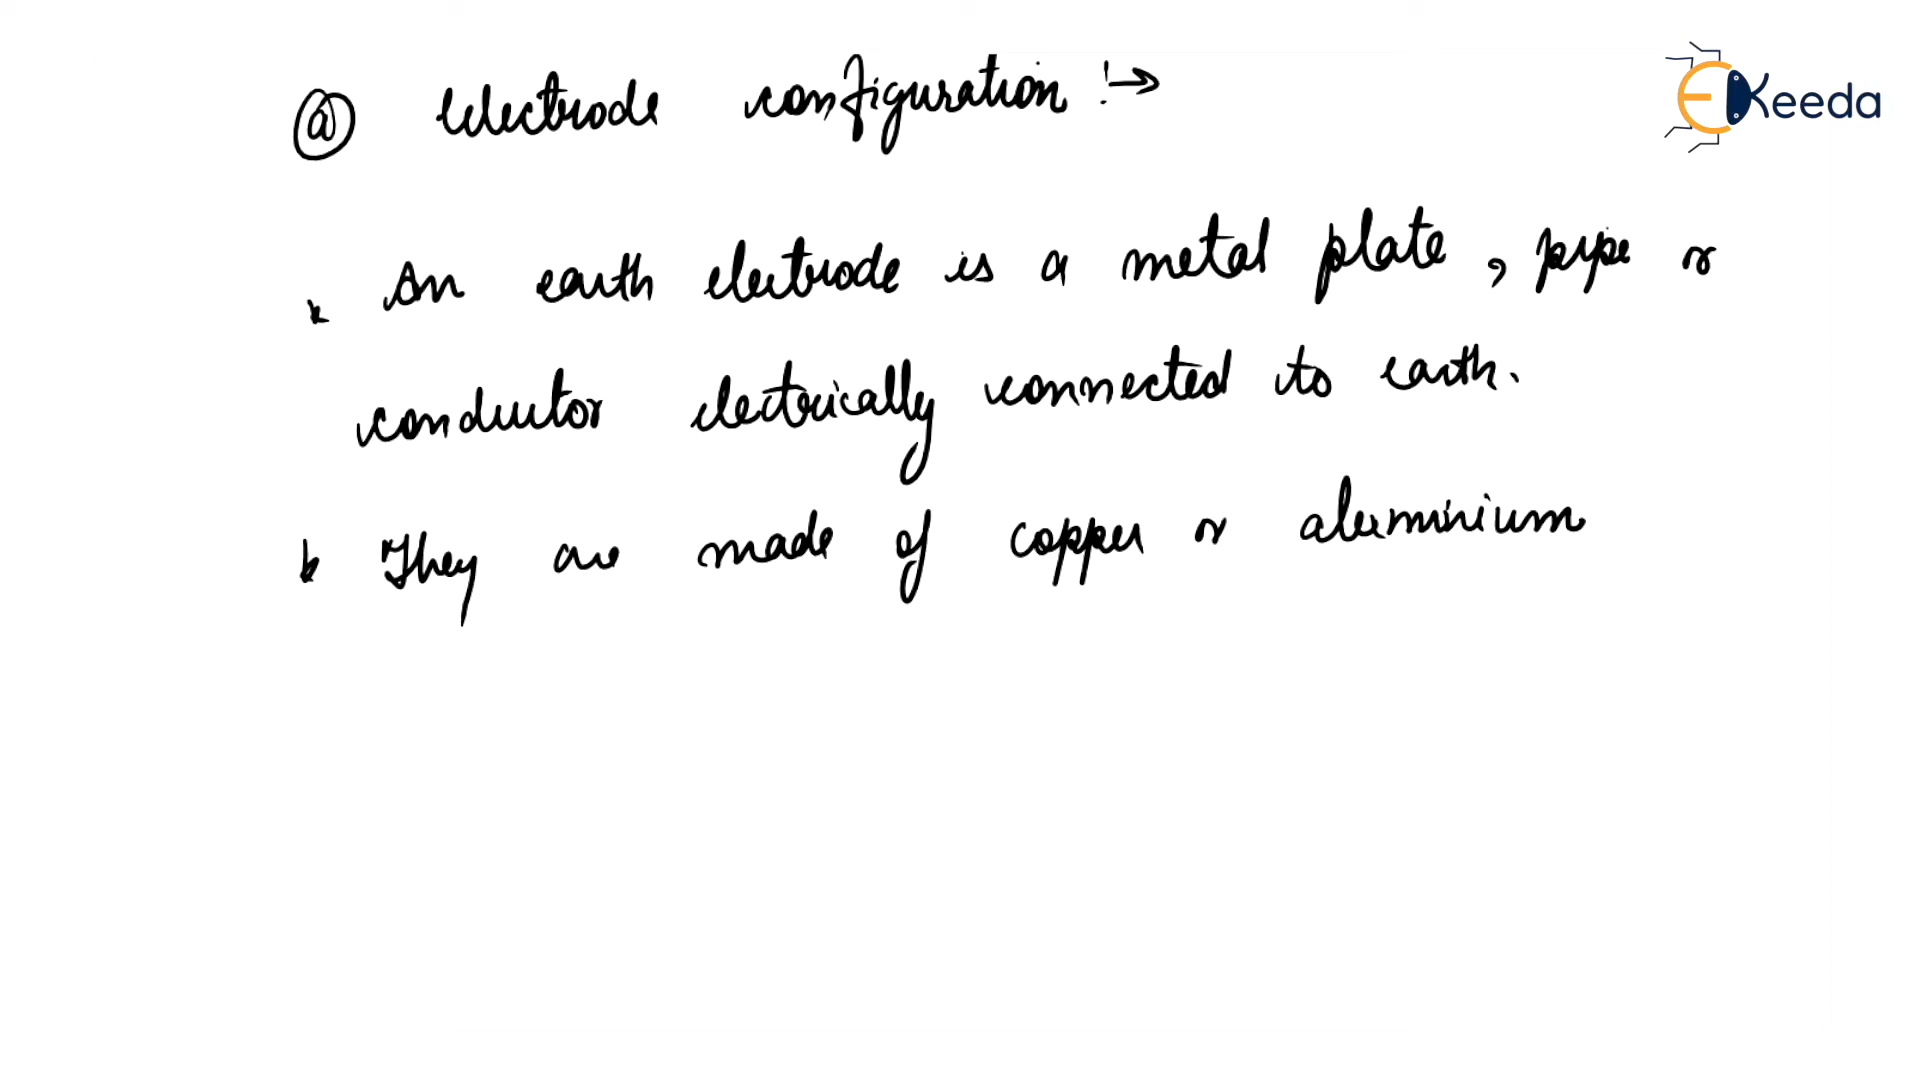 ⓐ Electrode configuration :→
EKeeda
* An earth electrode is a metal plate, pipe or
conductor electrically connected to earth.
* They are made of copper or aluminium